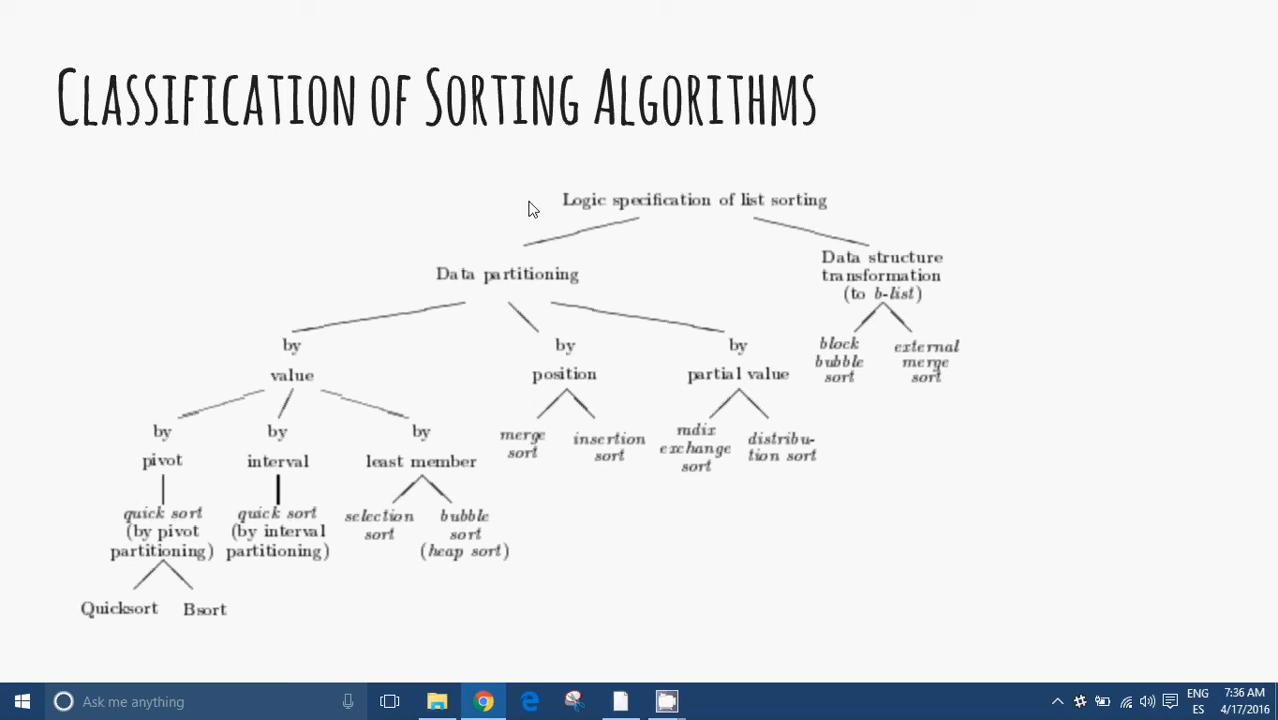 CLASSIFICATION OF SORTING ALGORITHMS
Logic specification of list sorting
Data partitioning
Data structure
transformation
(to b-list)
by
value
by
position
by
partial value
block
bubble
sort
external
merge
sort
by
pivot
by
interval
by
least member
merge
sort
insertion
sort
radix
exchange
sort
distribu-
tion sort
quick sort
(by pivot
partitioning)
quick sort
(by interval
partitioning)
selection
sort
bubble
sort
(heap sort)
Quicksort
Bsort
Ask me anything
ENG
ES
7:36 AM
4/17/2016